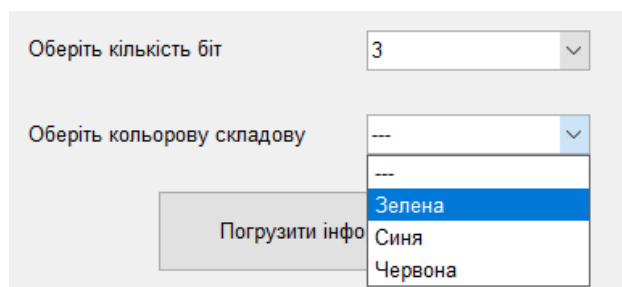 Оберіть кількість біт 3
Оберіть кольорову складову ---
---
Зелена
Погрузити інфо
Синя
Червона